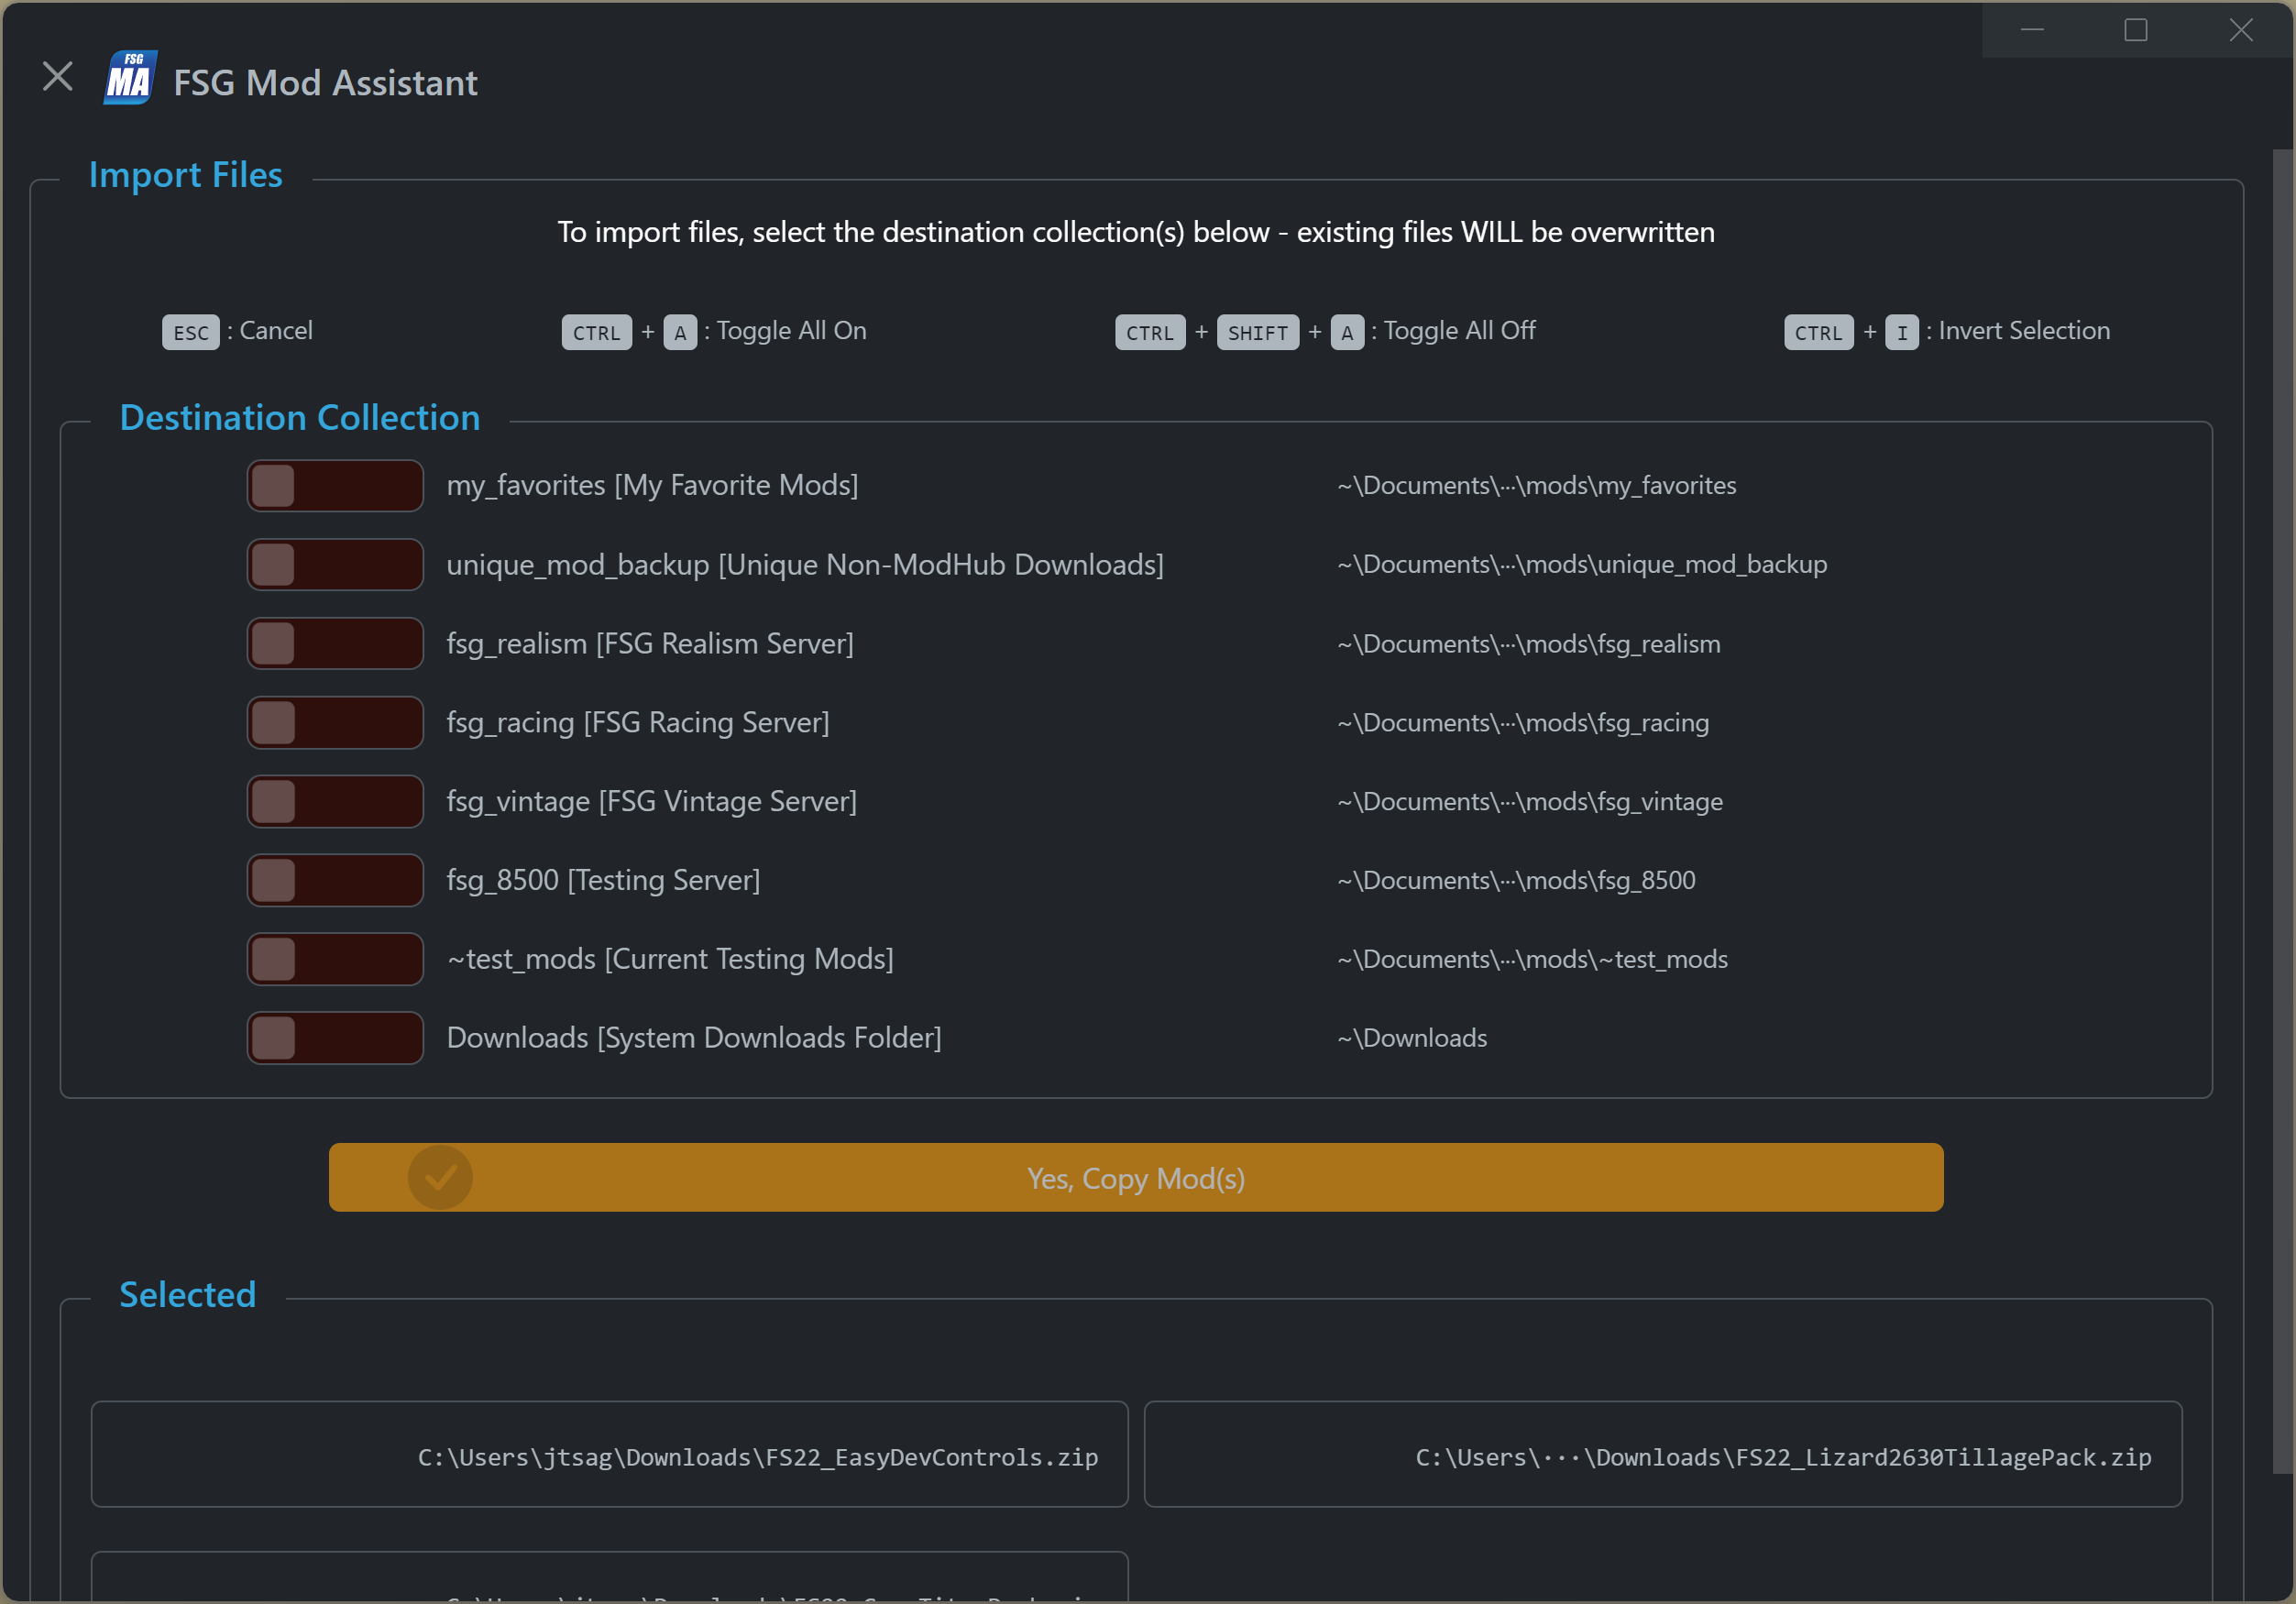 FSG
MA
FSG Mod Assistant
Import Files
To import files, select the destination collection(s) below - existing files WILL be overwritten
ESC : Cancel
CTRL + A : Toggle All On
CTRL + SHIFT + A : Toggle All Off
CTRL + I : Invert Selection
Destination Collection
my_favorites [My Favorite Mods] ~\Documents\···\mods\my_favorites
unique_mod_backup [Unique Non-ModHub Downloads] ~\Documents\···\mods\unique_mod_backup
fsg_realism [FSG Realism Server] ~\Documents\···\mods\fsg_realism
fsg_racing [FSG Racing Server] ~\Documents\···\mods\fsg_racing
fsg_vintage [FSG Vintage Server] ~\Documents\···\mods\fsg_vintage
fsg_8500 [Testing Server] ~\Documents\···\mods\fsg_8500
~test_mods [Current Testing Mods] ~\Documents\···\mods\~test_mods
Downloads [System Downloads Folder] ~\Downloads
Yes, Copy Mod(s)
Selected
C:\Users\jtsag\Downloads\FS22_EasyDevControls.zip
C:\Users\···\Downloads\FS22_Lizard2630TillagePack.zip